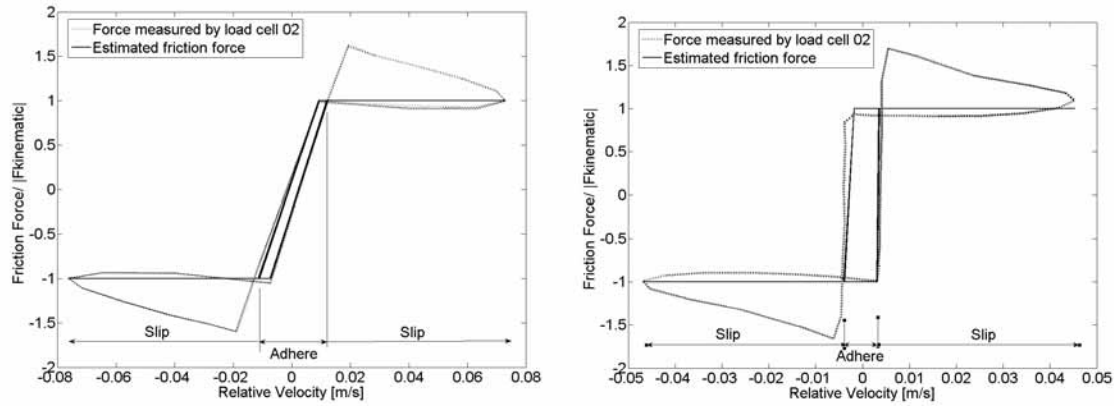 2
1.5
1
0.5
0
-0.5
-1
-1.5
-2
Friction Force/ |Fkinematic|
Force measured by load cell 02
Estimated friction force
Slip
Adhere
Slip
-0.08 -0.06 -0.04 -0.02 0 0.02 0.04 0.06 0.08
Relative Velocity [m/s]
2
1.5
1
0.5
0
-0.5
-1
-1.5
-2
Friction Force/ |Fkinematic|
Force measured by load cell 02
Estimated friction force
Slip
Adhere
Slip
-0.05 -0.04 -0.03 -0.02 -0.01 0 0.01 0.02 0.03 0.04 0.05
Relative Velocity [m/s]